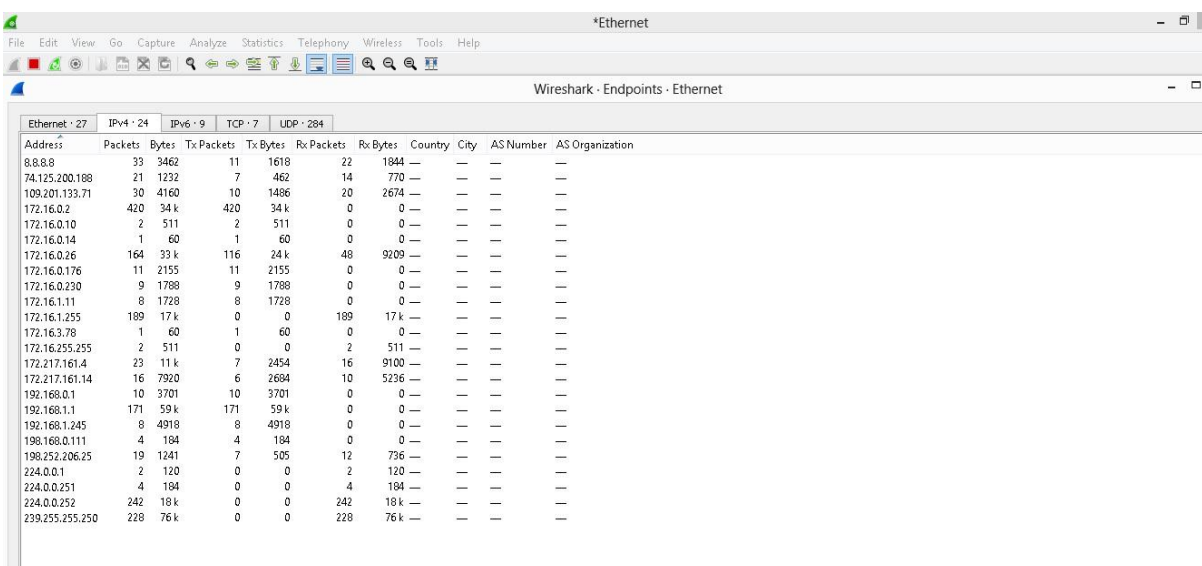 *Ethernet
File Edit View Go Capture Analyze Statistics Telephony Wireless Tools Help
Wireshark · Endpoints · Ethernet
Ethernet · 27 IPv4 · 24 IPv6 · 9 TCP · 7 UDP · 284
Address Packets Bytes Tx Packets Tx Bytes Rx Packets Rx Bytes Country City AS Number AS Organization
8.8.8.8 33 3462 11 1618 22 1844 — — — —
74.125.200.188 21 1232 7 462 14 770 — — — —
109.201.133.71 30 4160 10 1486 20 2674 — — — —
172.16.0.2 420 34 k 420 34 k 0 0 — — — —
172.16.0.10 2 511 2 511 0 0 — — — —
172.16.0.14 1 60 1 60 0 0 — — — —
172.16.0.26 164 33 k 116 24 k 48 9209 — — — —
172.16.0.176 11 2155 11 2155 0 0 — — — —
172.16.0.230 9 1788 9 1788 0 0 — — — —
172.16.1.11 8 1728 8 1728 0 0 — — — —
172.16.1.255 189 17 k 0 0 189 17 k — — — —
172.16.3.78 1 60 1 60 0 0 — — — —
172.16.255.255 2 511 0 0 2 511 — — — —
172.217.161.4 23 11 k 7 2454 16 9100 — — — —
172.217.161.14 16 7920 6 2684 10 5236 — — — —
192.168.0.1 10 3701 10 3701 0 0 — — — —
192.168.1.1 171 59 k 171 59 k 0 0 — — — —
192.168.1.245 8 4918 8 4918 0 0 — — — —
198.168.0.111 4 184 4 184 0 0 — — — —
198.252.206.25 19 1241 7 505 12 736 — — — —
224.0.0.1 2 120 0 0 2 120 — — — —
224.0.0.251 4 184 0 0 4 184 — — — —
224.0.0.252 242 18 k 0 0 242 18 k — — — —
239.255.255.250 228 76 k 0 0 228 76 k — — — —